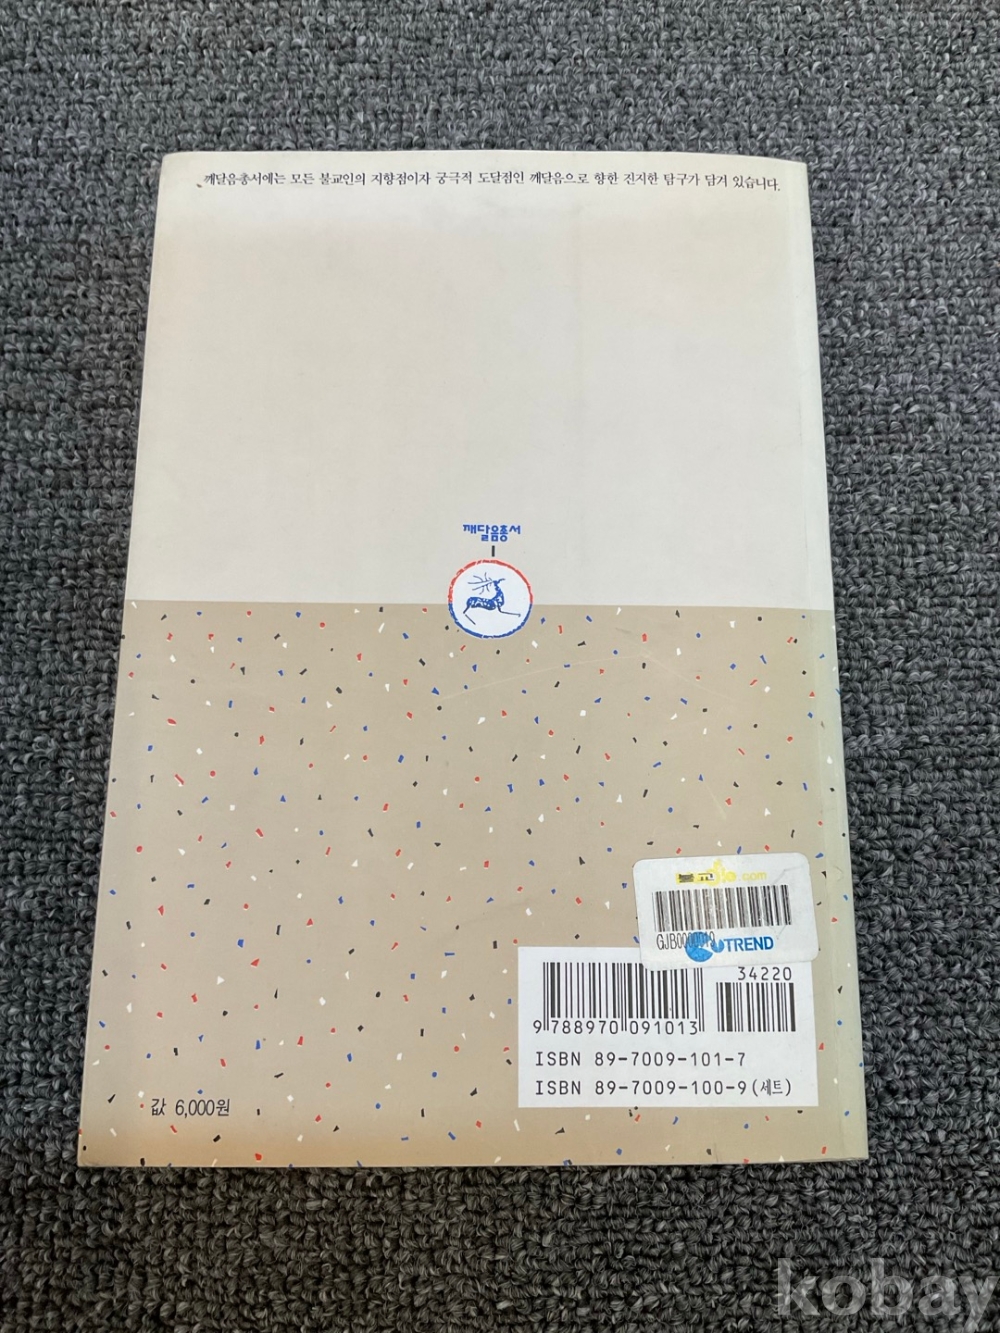 깨달음총서에는 모든 불교인의 지향점이자 궁극적 도달점인 깨달음으로 향한 진지한 탐구가 담겨 있습니다.
깨달음총서
불교 .com
TREND
34220
9 788970 091013
ISBN 89-7009-101-7
ISBN 89-7009-100-9(세트)
값 6,000원
kobay